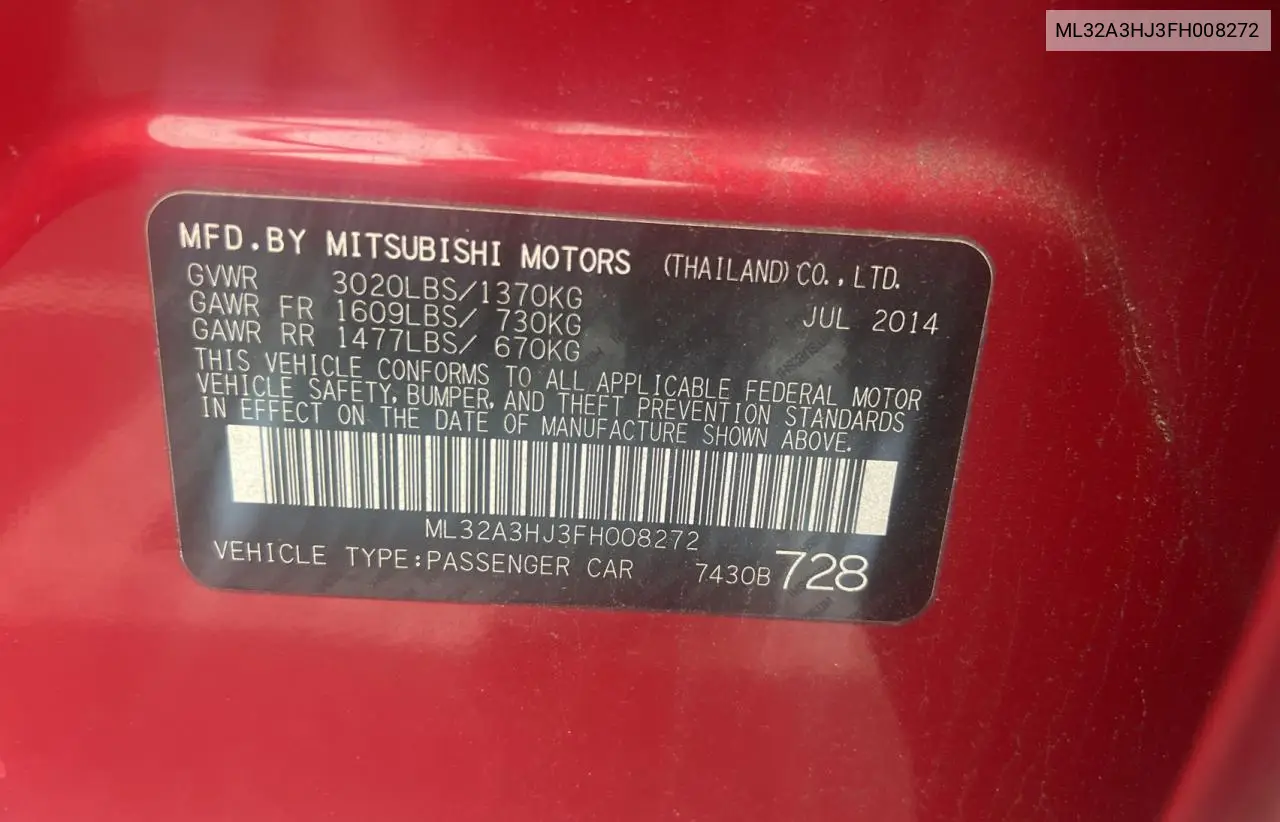 ML32A3HJ3FH008272
MFD.BY MITSUBISHI MOTORS (THAILAND)CO.,LTD.
GVWR 3020LBS/1370KG
GAWR FR 1609LBS/ 730KG JUL 2014
GAWR RR 1477LBS/ 670KG
THIS VEHICLE CONFORMS TO ALL APPLICABLE FEDERAL MOTOR
VEHICLE SAFETY, BUMPER, AND THEFT PREVENTION STANDARDS
IN EFFECT ON THE DATE OF MANUFACTURE SHOWN ABOVE.
ML32A3HJ3FH008272
VEHICLE TYPE:PASSENGER CAR 7430B 728